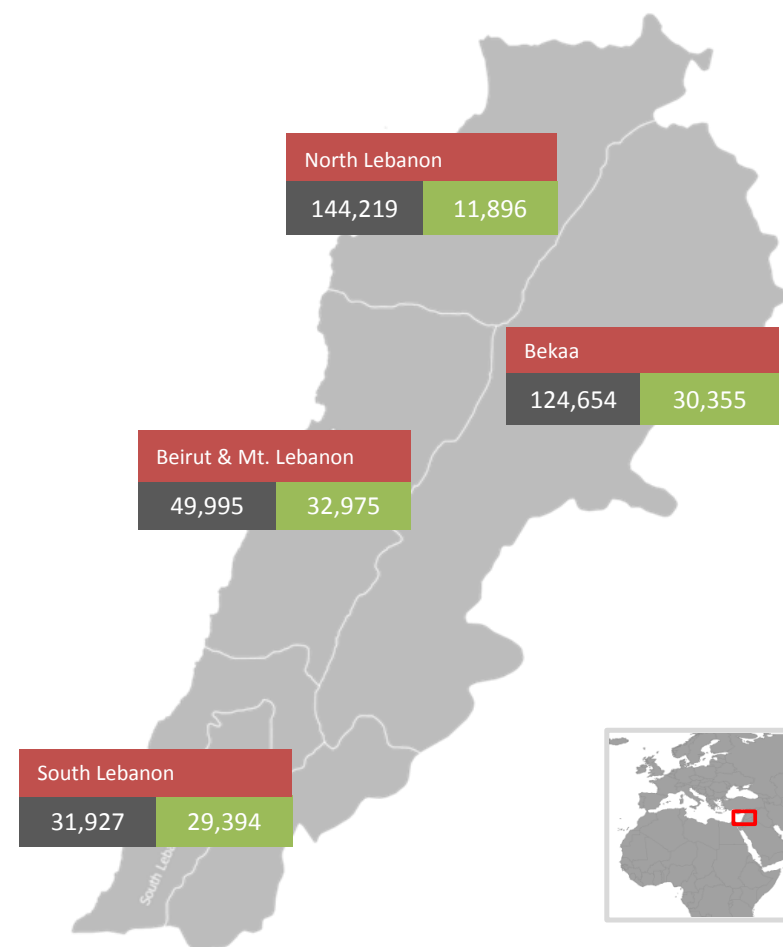 North Lebanon
144,219 11,896
Bekaa
124,654 30,355
Beirut & Mt. Lebanon
49,995 32,975
South Lebanon
31,927 29,394
South